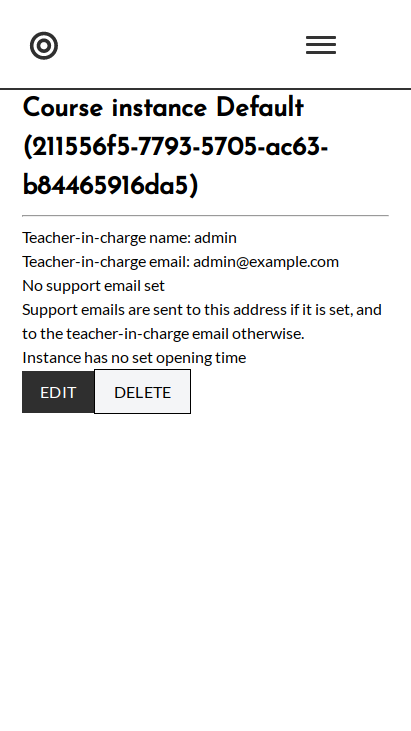 Course instance Default
(211556f5-7793-5705-ac63-
b84465916da5)
Teacher-in-charge name: admin
Teacher-in-charge email: admin@example.com
No support email set
Support emails are sent to this address if it is set, and
to the teacher-in-charge email otherwise.
Instance has no set opening time
EDIT DELETE